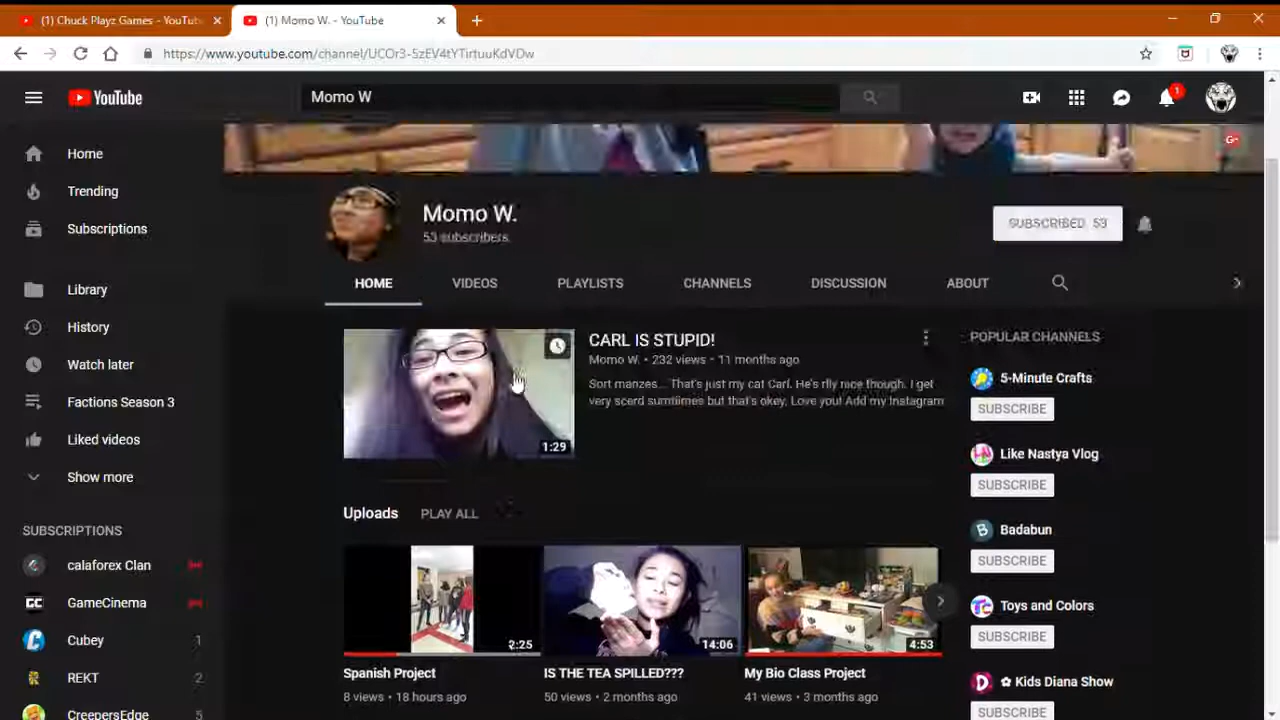 (1) Chuck Playz Games - YouTub
(1) Momo W. - YouTube
https://www.youtube.com/channel/UCOr3-5zEV4tYTirtuuKdVDw
YouTube
Momo W
1
G+
Home
Trending
Subscriptions
Library
History
Watch later
Factions Season 3
Liked videos
Show more
SUBSCRIPTIONS
calaforex Clan
GC
GameCinema
Cubey 1
REKT 2
CreepersEdge 5
Momo W.
53 subscribers
SUBSCRIBED 53
HOME VIDEOS PLAYLISTS CHANNELS DISCUSSION ABOUT
1:29
CARL IS STUPID!
Momo W. • 232 views • 11 months ago
Sort manzes... That's just my cat Carl. He's rlly nice though. I get
very scerd sumtiimes but that's okey. Love you! Add my Instagram
Uploads PLAY ALL
2:25
Spanish Project
8 views • 18 hours ago
14:06
IS THE TEA SPILLED???
50 views • 2 months ago
4:53
My Bio Class Project
41 views • 3 months ago
POPULAR CHANNELS
5-Minute Crafts
SUBSCRIBE
Like Nastya Vlog
SUBSCRIBE
B
Badabun
SUBSCRIBE
Toys and Colors
SUBSCRIBE
D
✿ Kids Diana Show
SUBSCRIBE